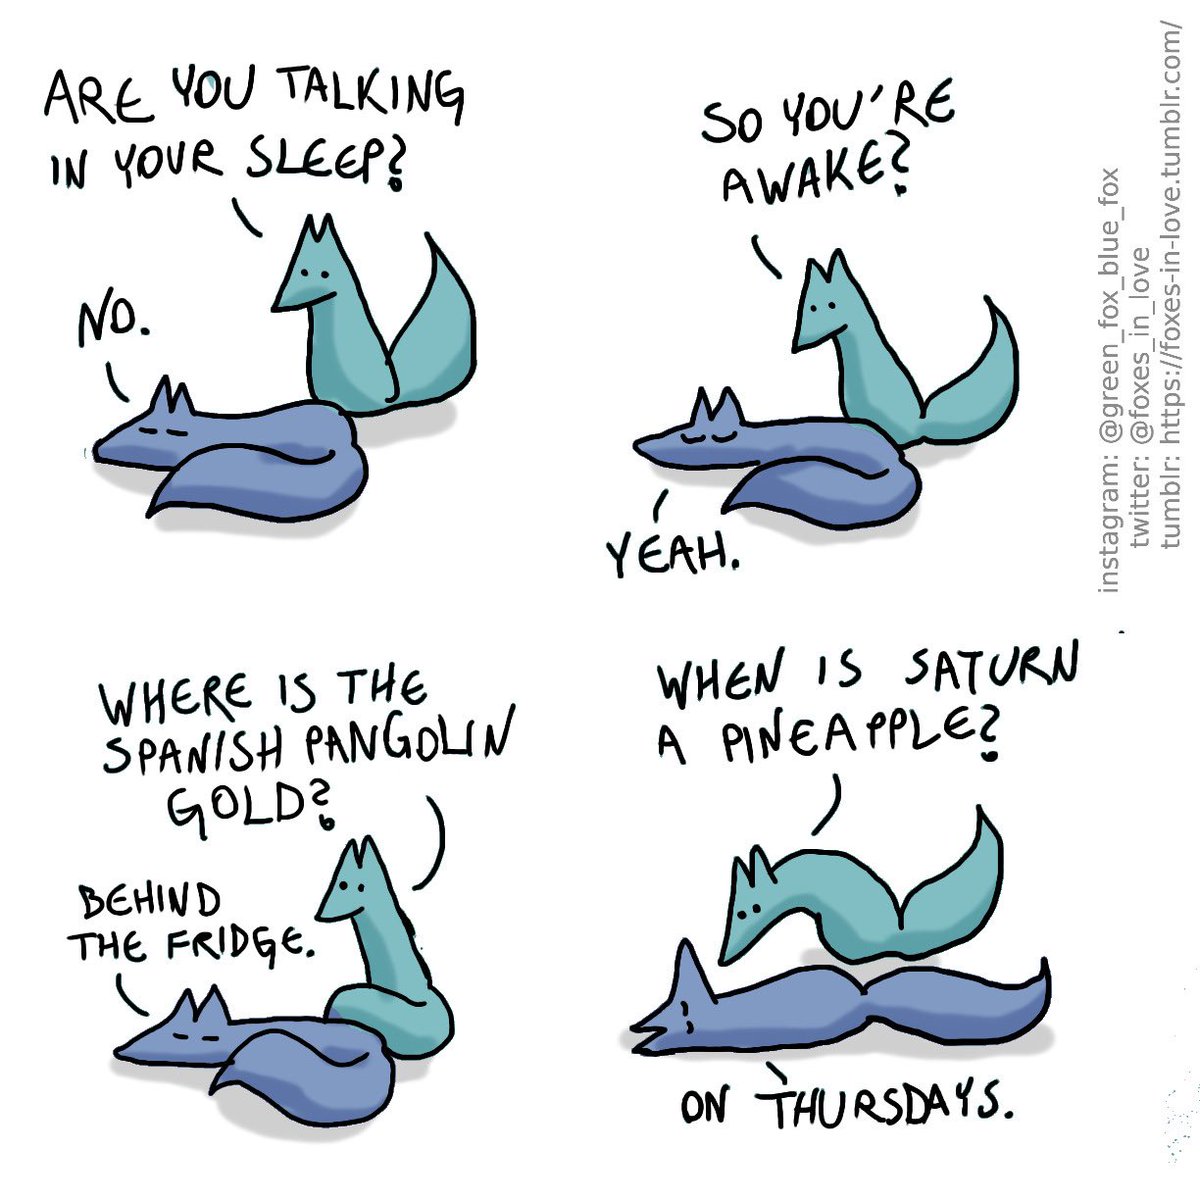 ARE YOU TALKING
IN YOUR SLEEP?
NO.
SO YOU'RE
AWAKE?
YEAH.
WHERE IS THE
SPANISH PANGOLIN
GOLD?
BEHIND
THE FRIDGE.
WHEN IS SATURN
A PINEAPPLE?
ON THURSDAYS.
instagram: @green_fox_blue_fox
twitter: @foxes_in_love
tumblr: https://foxes-in-love.tumblr.com/